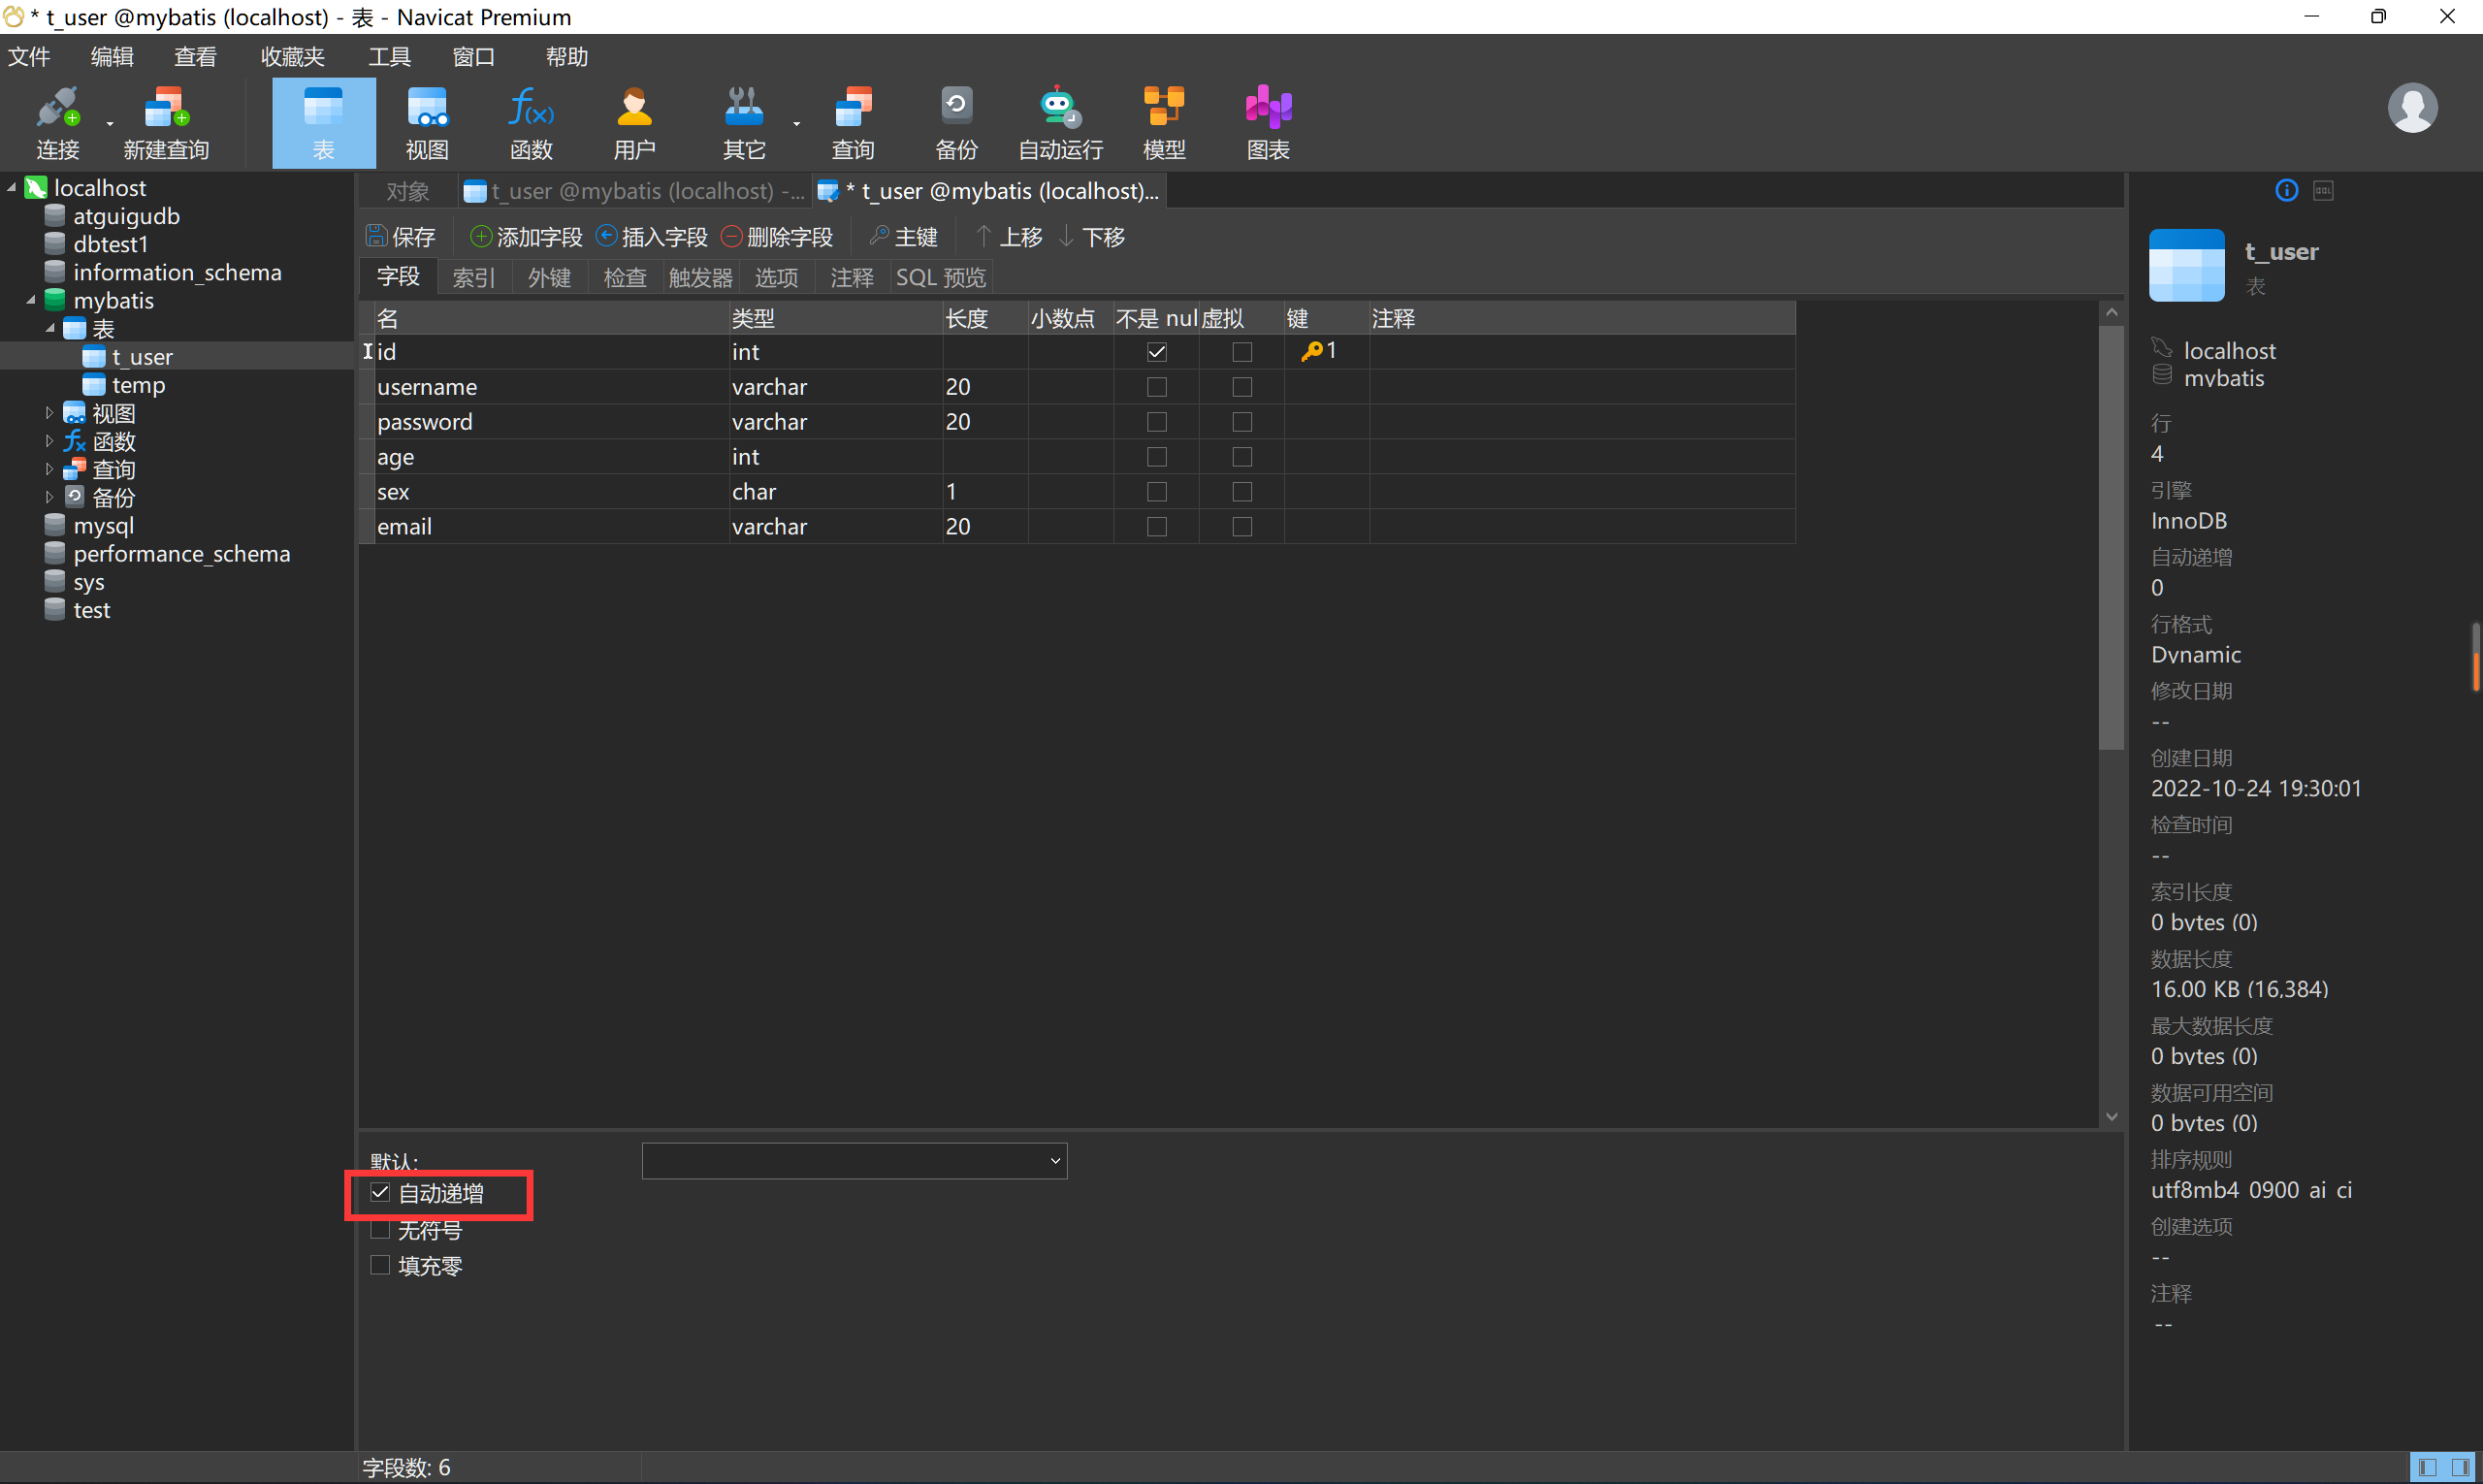 * t_user @mybatis (localhost) - 表 - Navicat Premium
文件 编辑 查看 收藏夹 工具 窗口 帮助
连接 新建查询 表 视图 函数 用户 其它 查询 备份 自动运行 模型 图表
localhost
atguigudb
dbtest1
information_schema
mybatis
表
t_user
temp
视图
函数
查询
备份
mysql
performance_schema
sys
test
对象 t_user @mybatis (localhost) -... * t_user @mybatis (localhost)...
保存 添加字段 插入字段 删除字段 主键 上移 下移
字段 索引 外键 检查 触发器 选项 注释 SQL 预览
名 类型 长度 小数点 不是 nul 虚拟 键 注释
id int 1
username varchar 20
password varchar 20
age int
sex char 1
email varchar 20
默认:
自动递增
无符号
填充零
字段数: 6
t_user
表
localhost
mybatis
行
4
引擎
InnoDB
自动递增
0
行格式
Dynamic
修改日期
--
创建日期
2022-10-24 19:30:01
检查时间
--
索引长度
0 bytes (0)
数据长度
16.00 KB (16,384)
最大数据长度
0 bytes (0)
数据可用空间
0 bytes (0)
排序规则
utf8mb4_0900_ai_ci
创建选项
--
注释
--